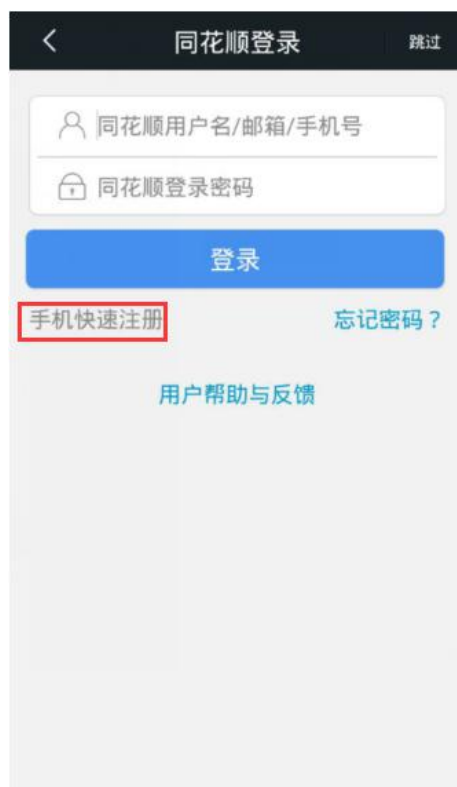 同花顺登录 跳过
同花顺用户名/邮箱/手机号
同花顺登录密码
登录
手机快速注册 忘记密码？
用户帮助与反馈